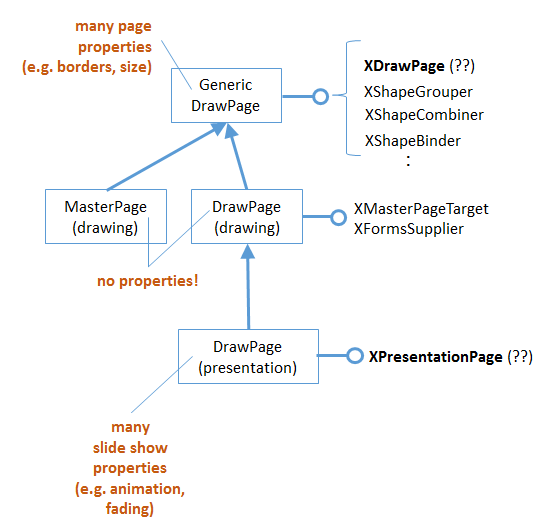 many page
properties
(e.g. borders, size)
Generic
DrawPage
XDrawPage (??)
XShapeGrouper
XShapeCombiner
XShapeBinder
:
MasterPage
(drawing)
DrawPage
(drawing)
XMasterPageTarget
XFormsSupplier
no properties!
DrawPage
(presentation)
XPresentationPage (??)
many
slide show
properties
(e.g. animation,
fading)